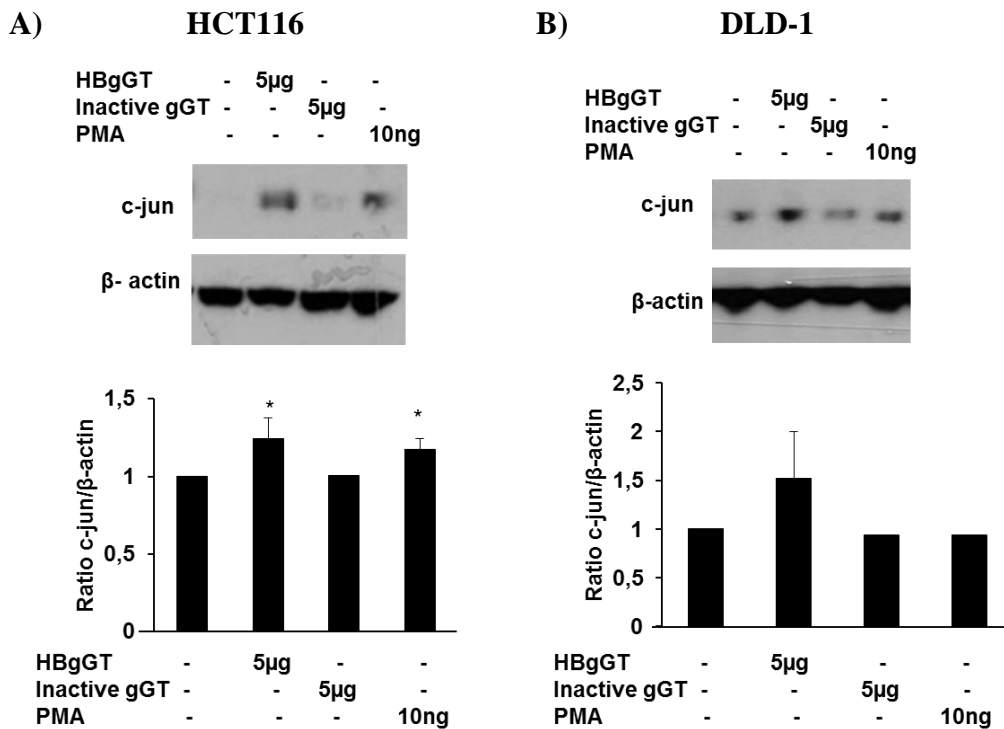 A) HCT116
HBgGT - 5µg - -
Inactive gGT - - 5µg -
PMA - - - 10ng
c-jun
β- actin
1,5
1
0,5
0
Ratio c-jun/β-actin
* *
HBgGT - 5µg - -
Inactive gGT - - 5µg -
PMA - - - 10ng
B) DLD-1
HBgGT - 5µg - -
Inactive gGT - - 5µg -
PMA - - - 10ng
c-jun
β-actin
2,5
2
1,5
1
0,5
0
Ratio c-jun/β-actin
HBgGT - 5µg - -
Inactive gGT - - 5µg -
PMA - - - 10ng